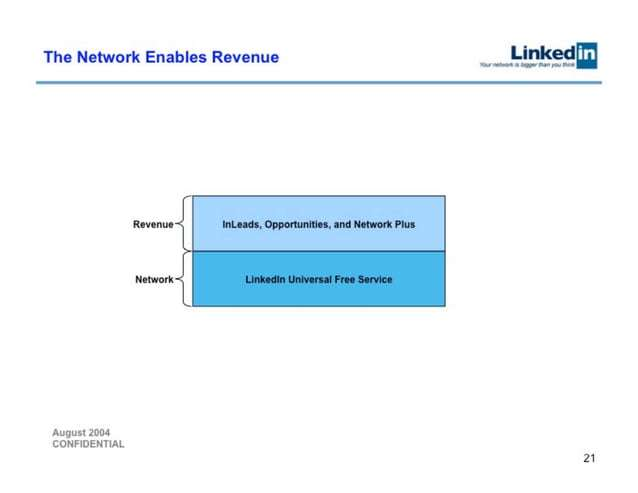 The Network Enables Revenue
Linkedin
Your network is bigger than you think
Revenue
InLeads, Opportunities, and Network Plus
Network
LinkedIn Universal Free Service
August 2004
CONFIDENTIAL
21